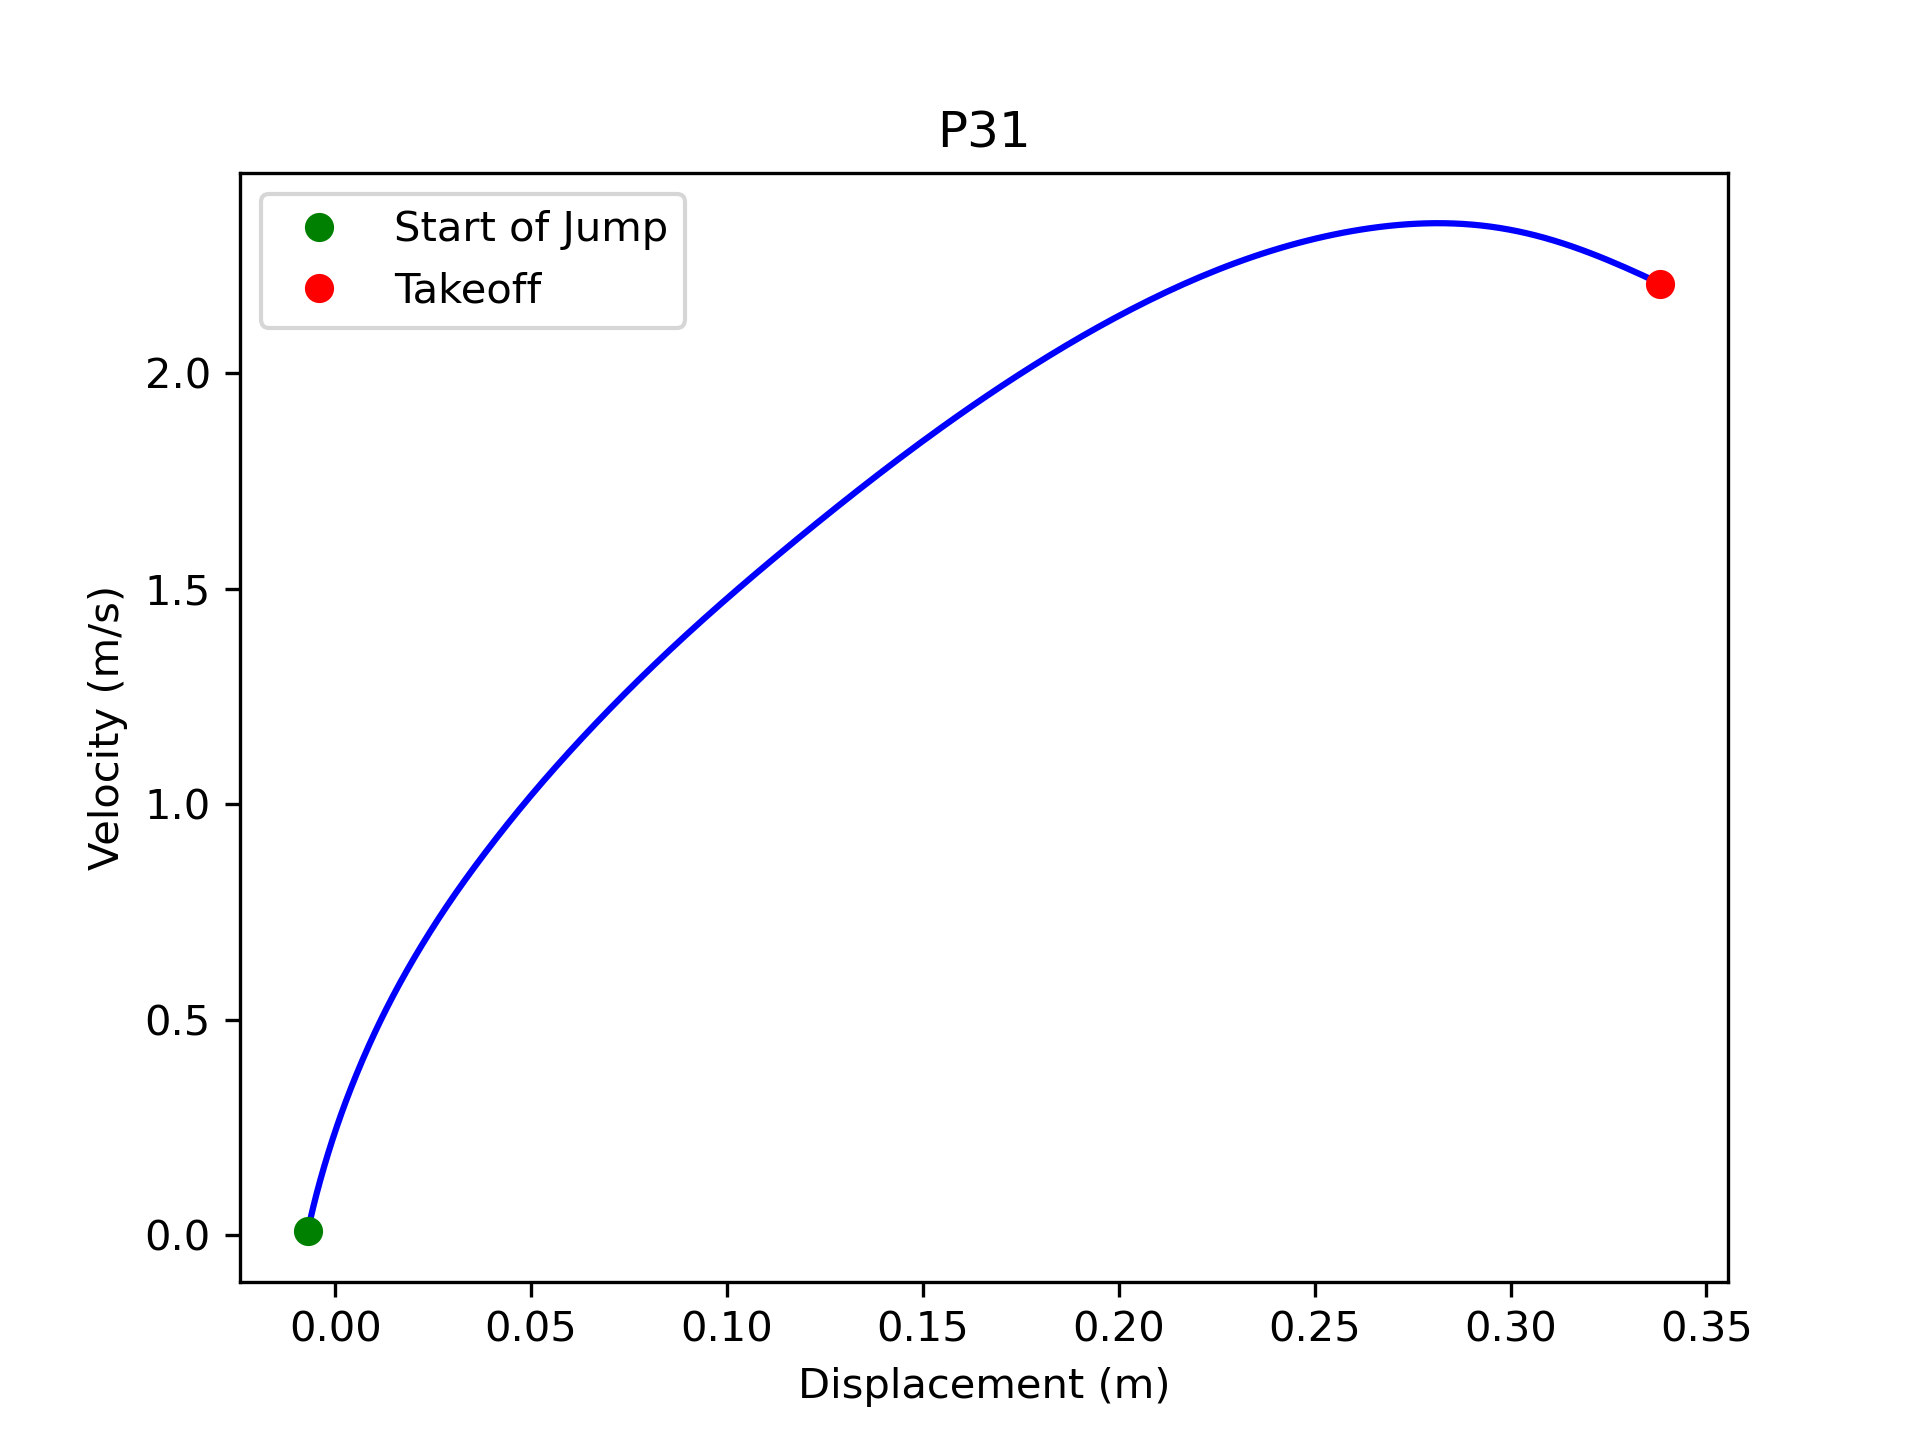 P31
Start of Jump
Takeoff
Velocity (m/s)
2.0
1.5
1.0
0.5
0.0
0.00 0.05 0.10 0.15 0.20 0.25 0.30 0.35
Displacement (m)